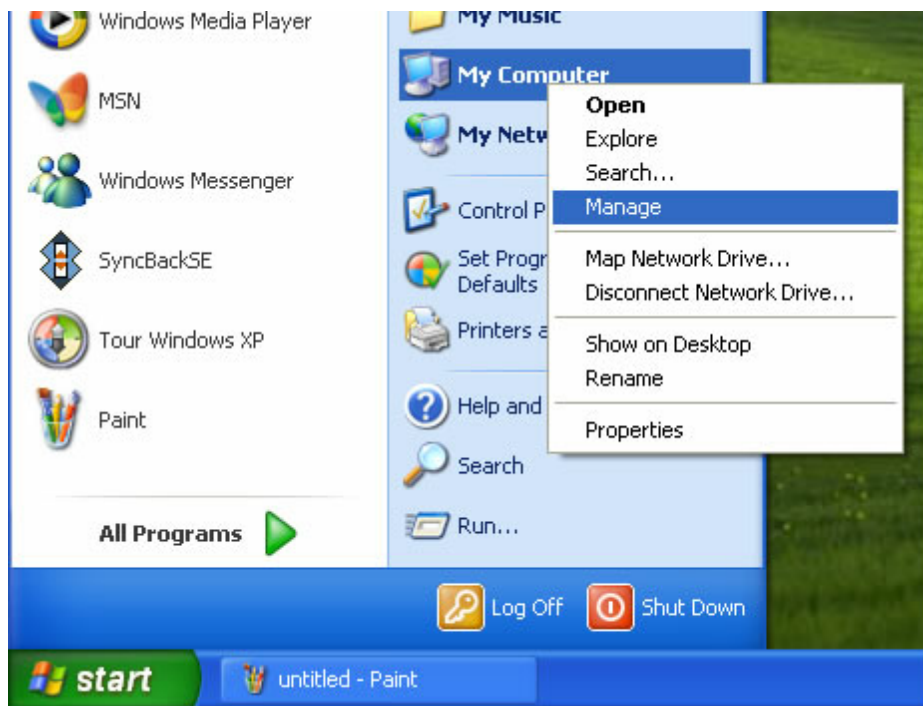 Windows Media Player
MSN
Windows Messenger
SyncBackSE
Tour Windows XP
Paint
All Programs
My Music
My Computer
My Netw
Control P
Set Progr
Defaults
Printers a
Help and
Search
Run...
Open
Explore
Search...
Manage
Map Network Drive...
Disconnect Network Drive...
Show on Desktop
Rename
Properties
Log Off
Shut Down
start
untitled - Paint